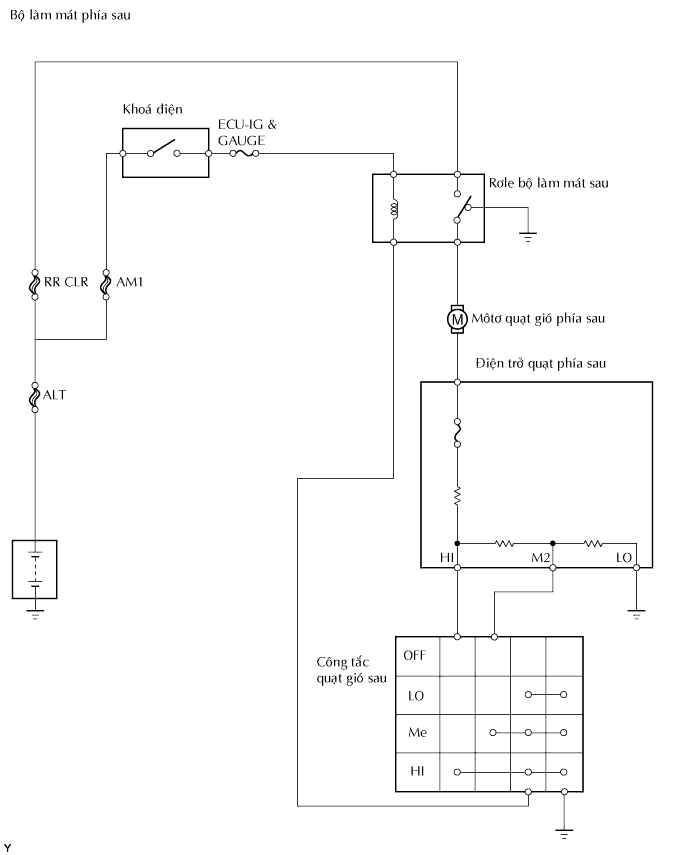 Bộ làm mát phía sau
Khoá điện
ECU-IG &
GAUGE
Rơle bộ làm mát sau
RR CLR
AM1
Môtơ quạt gió phía sau
M
Điện trở quạt phía sau
ALT
HI
M2
LO
Công tắc
quạt gió sau
OFF
LO
Me
HI
Y